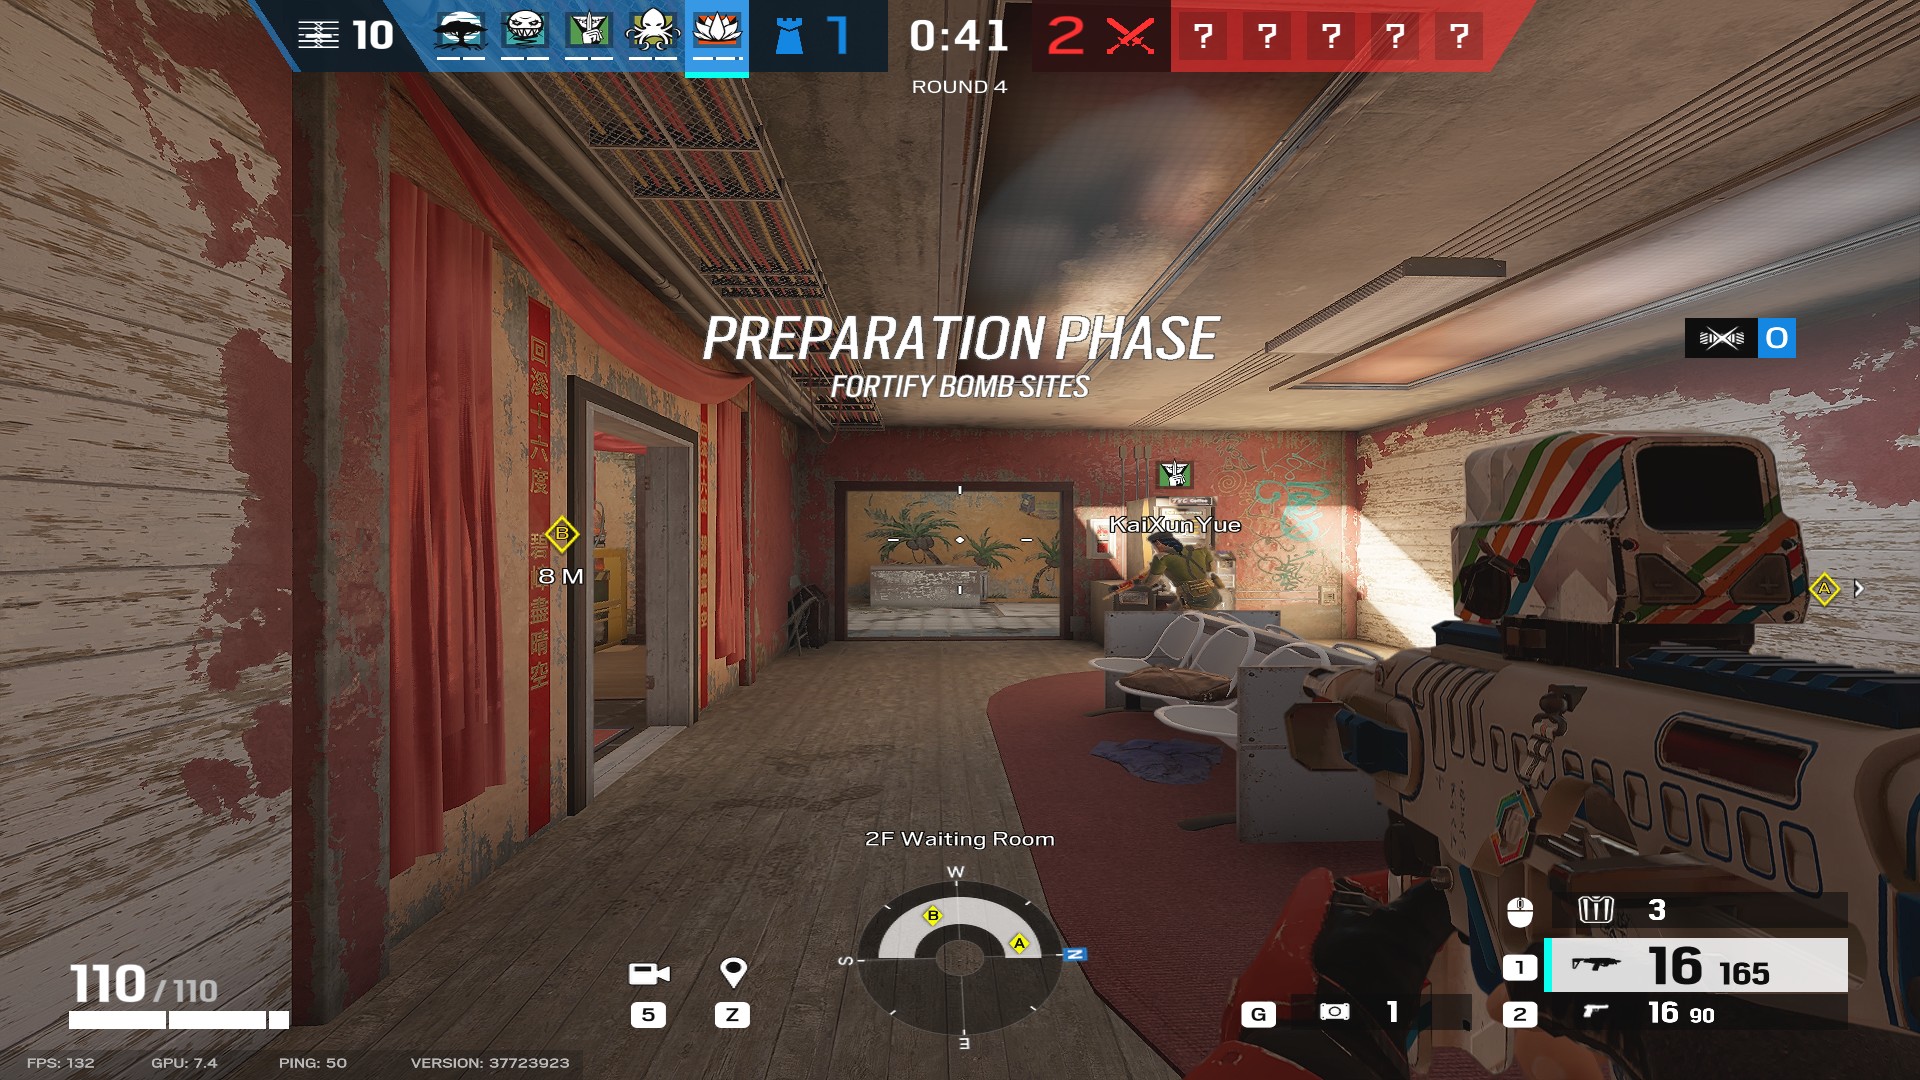 10
1
0:41
2
? ? ? ? ?
ROUND 4
PREPARATION PHASE
FORTIFY BOMB SITES
O
KaiXunYue
B
8 M
A
2F Waiting Room
W
B
A
S
N
E
3
110 / 110
5
Z
1
16 165
G
1
2
16 90
FPS: 132
GPU: 7.4
PING: 50
VERSION: 37723923